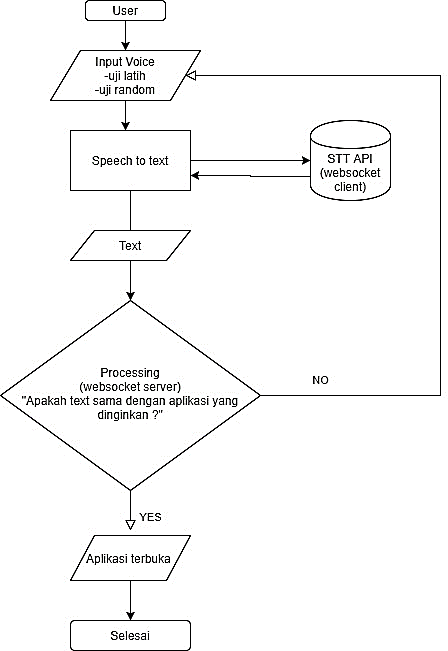 User
Input Voice
-uji latih
-uji random
Speech to text
STT API
(websocket
client)
Text
Processing
(websocket server)
"Apakah text sama dengan aplikasi yang
dinginkan ?"
NO
YES
Aplikasi terbuka
Selesai